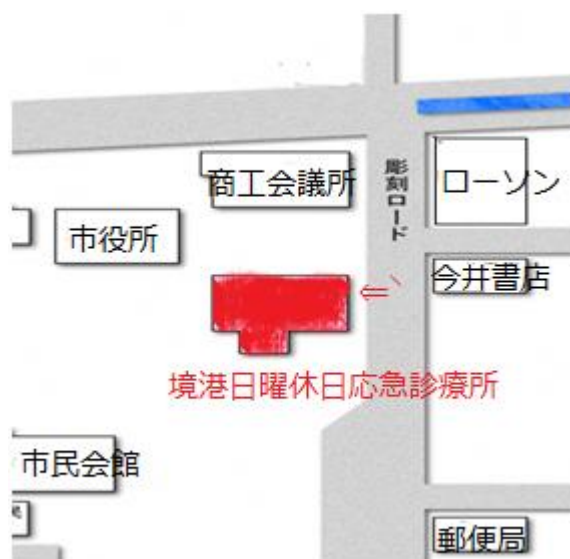 商工会議所
彫刻ロード
ローソン
市役所
今井書店
⇐
境港日曜休日応急診療所
市民会館
郵便局